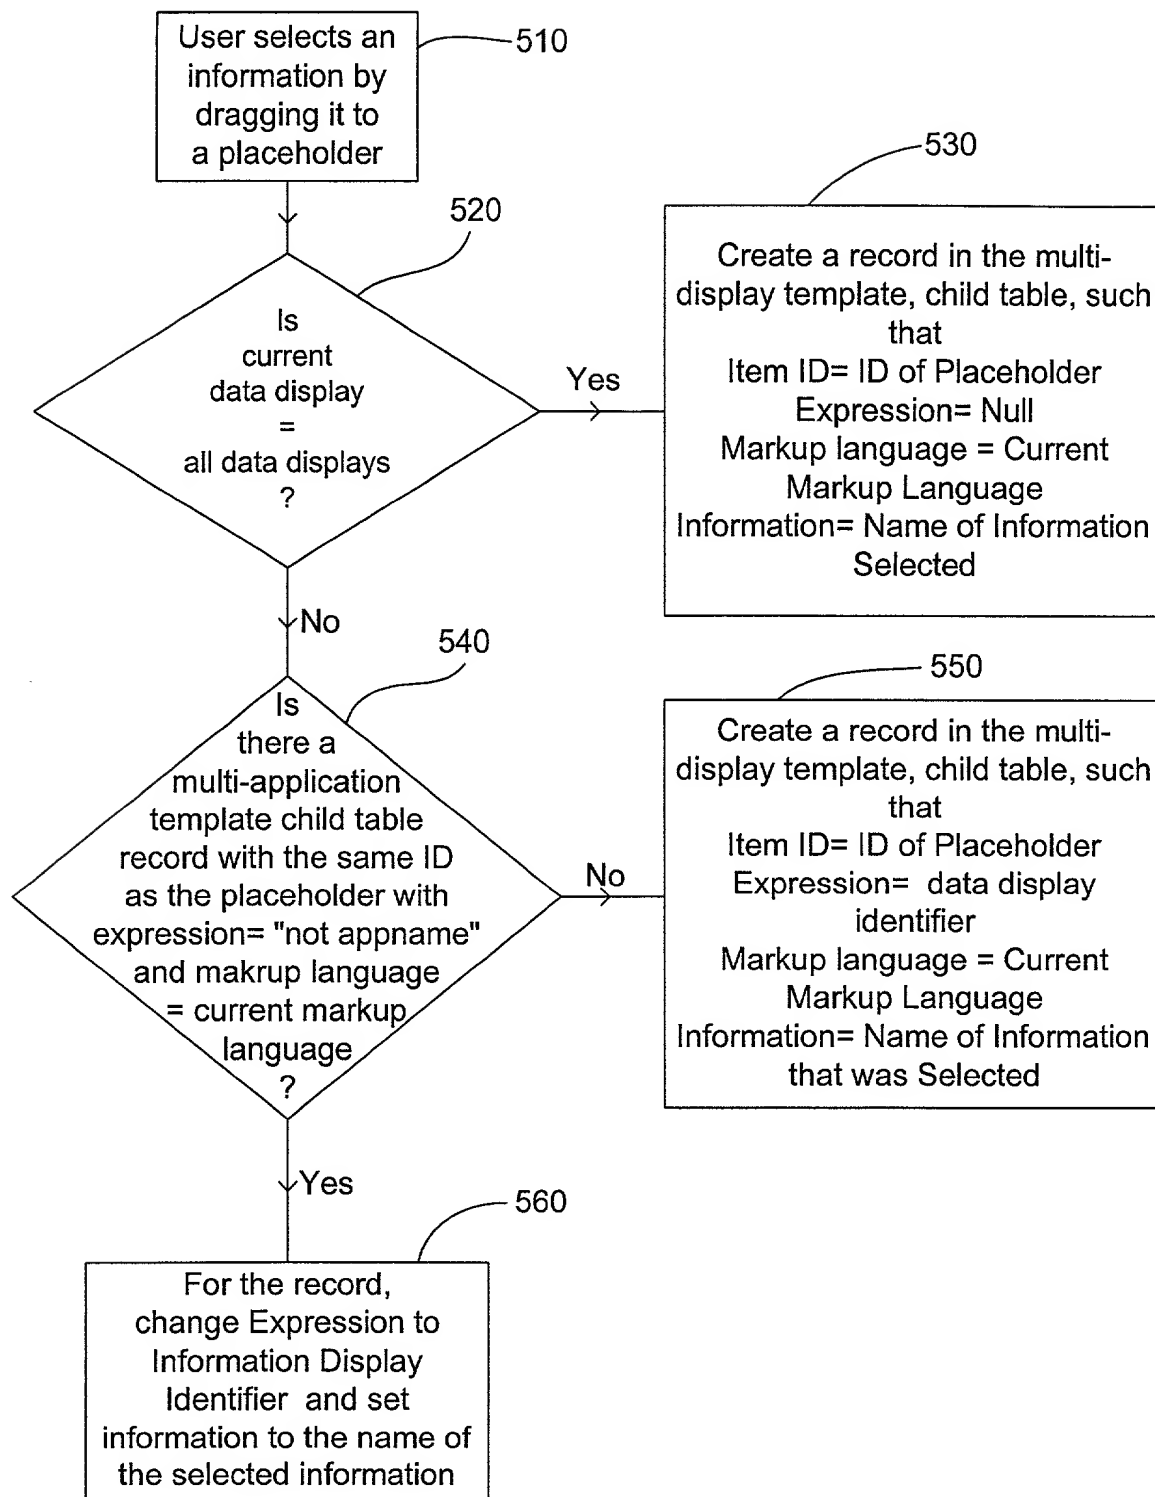 User selects an
information by
dragging it to
a placeholder
510
520
Is
current
data display
=
all data displays
?
Yes
530
Create a record in the multi-
display template, child table, such
that
Item ID= ID of Placeholder
Expression= Null
Markup language = Current
Markup Language
Information= Name of Information
Selected
No
540
Is
there a
multi-application
template child table
record with the same ID
as the placeholder with
expression= "not appname"
and makrup language
= current markup
language
?
No
550
Create a record in the multi-
display template, child table, such
that
Item ID= ID of Placeholder
Expression= data display
identifier
Markup language = Current
Markup Language
Information= Name of Information
that was Selected
Yes
560
For the record,
change Expression to
Information Display
Identifier and set
information to the name of
the selected information